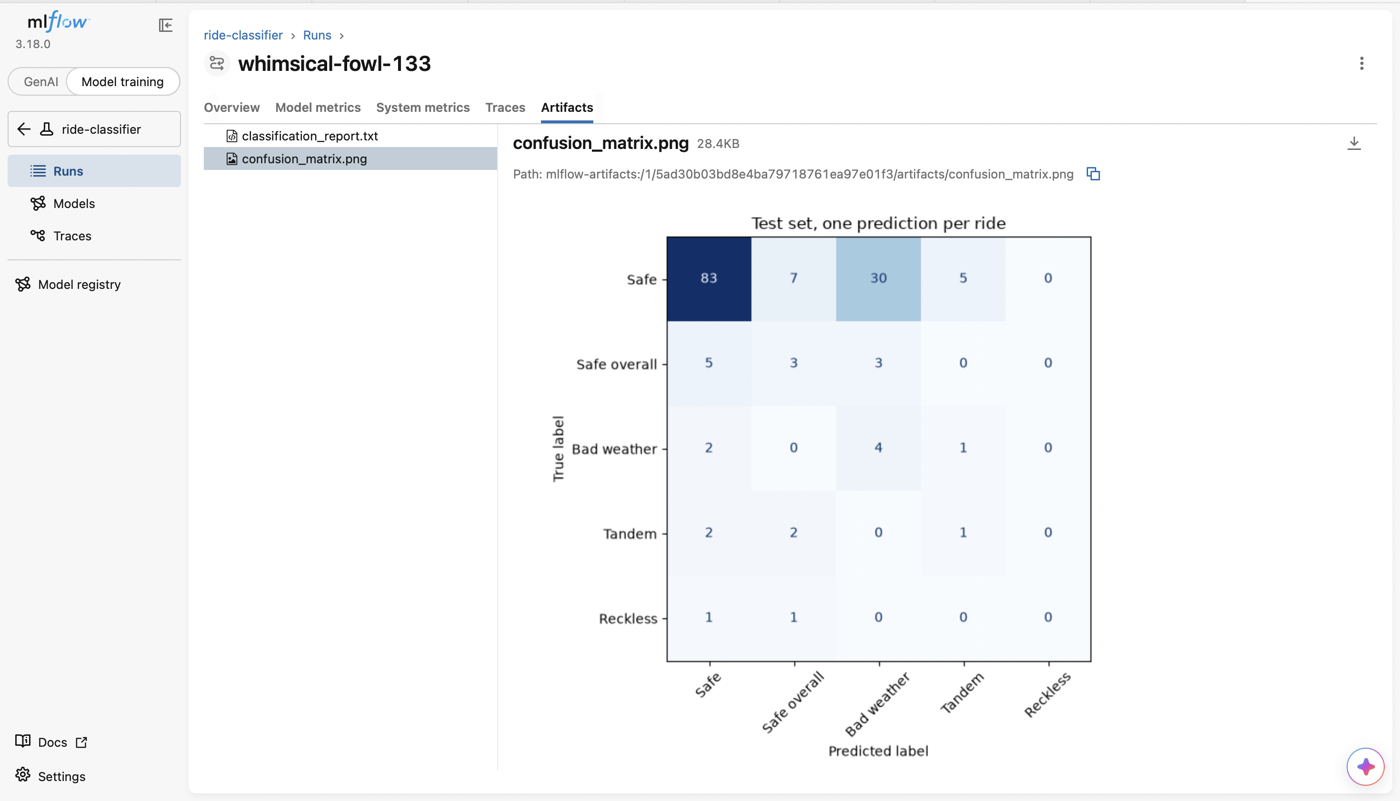 mlflow
3.18.0
GenAI
Model training
ride-classifier
Runs
Models
Traces
Model registry
Docs
Settings
ride-classifier > Runs >
whimsical-fowl-133
Overview Model metrics System metrics Traces Artifacts
classification_report.txt
confusion_matrix.png
confusion_matrix.png 28.4KB
Path: mlflow-artifacts:/1/5ad30b03bd8e4ba79718761ea97e01f3/artifacts/confusion_matrix.png
Test set, one prediction per ride
True label
Safe 83 7 30 5 0
Safe overall 5 3 3 0 0
Bad weather 2 0 4 1 0
Tandem 2 2 0 1 0
Reckless 1 1 0 0 0
Safe Safe overall Bad weather Tandem Reckless
Predicted label